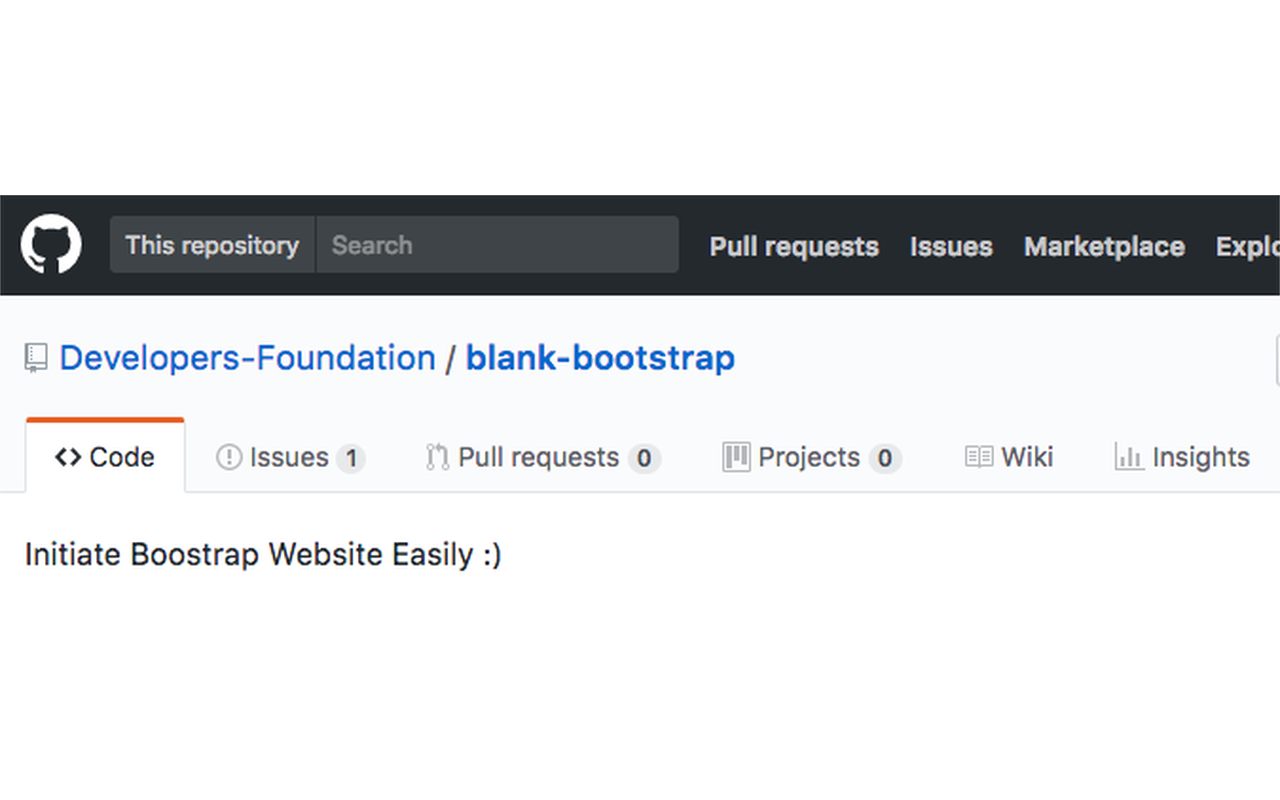 This repository Search Pull requests Issues Marketplace Explo
Developers-Foundation / blank-bootstrap
Code Issues 1 Pull requests 0 Projects 0 Wiki Insights
Initiate Boostrap Website Easily :)